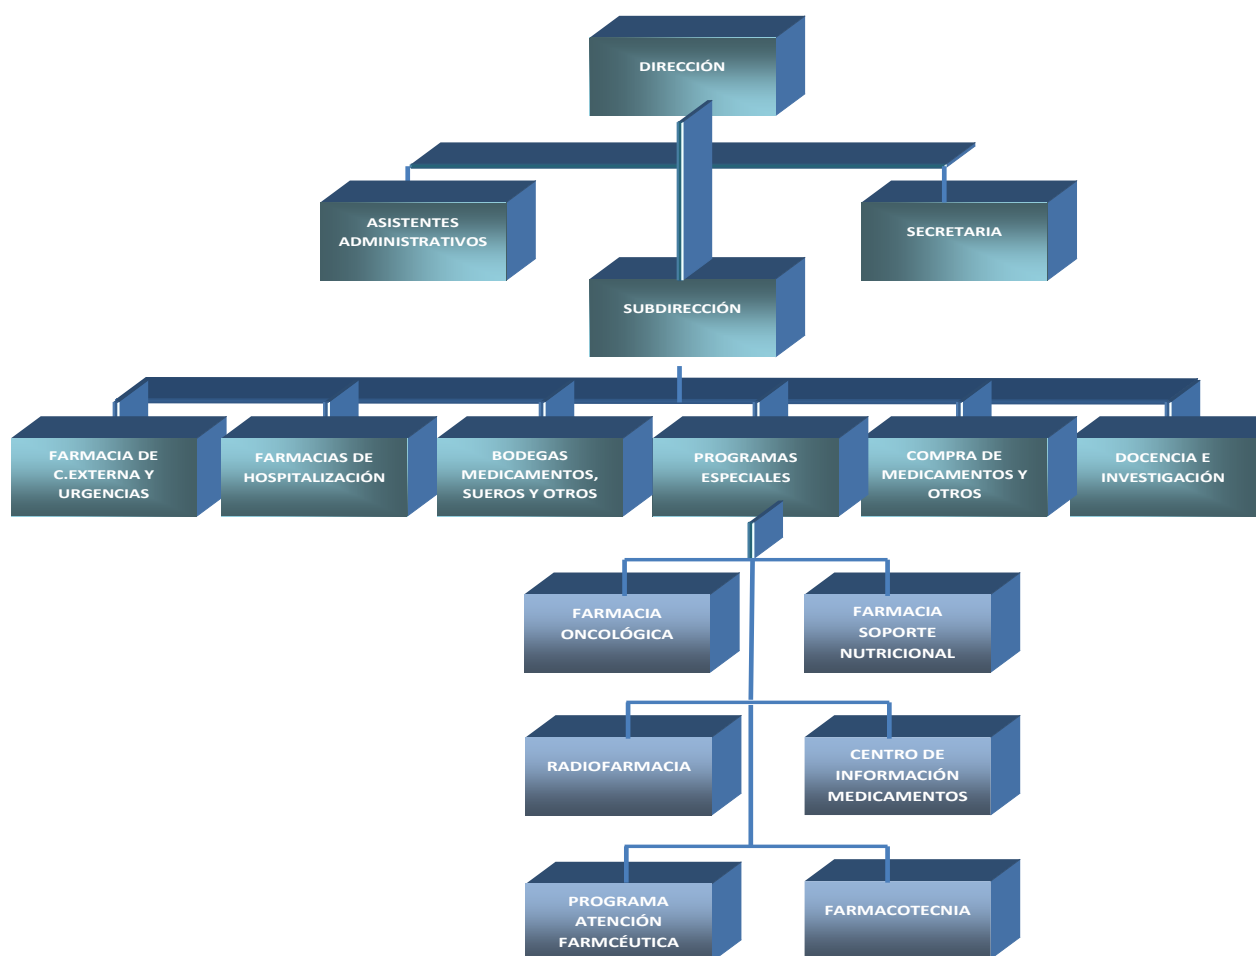 DIRECCIÓN
ASISTENTES
ADMINISTRATIVOS
SECRETARIA
SUBDIRECCIÓN
FARMACIA DE
C.EXTERNA Y
URGENCIAS
FARMACIAS DE
HOSPITALIZACIÓN
BODEGAS
MEDICAMENTOS,
SUEROS Y OTROS
PROGRAMAS
ESPECIALES
COMPRA DE
MEDICAMENTOS Y
OTROS
DOCENCIA E
INVESTIGACIÓN
FARMACIA
ONCOLÓGICA
FARMACIA
SOPORTE
NUTRICIONAL
RADIOFARMACIA
CENTRO DE
INFORMACIÓN
MEDICAMENTOS
PROGRAMA
ATENCIÓN
FARMCÉUTICA
FARMACOTECNIA